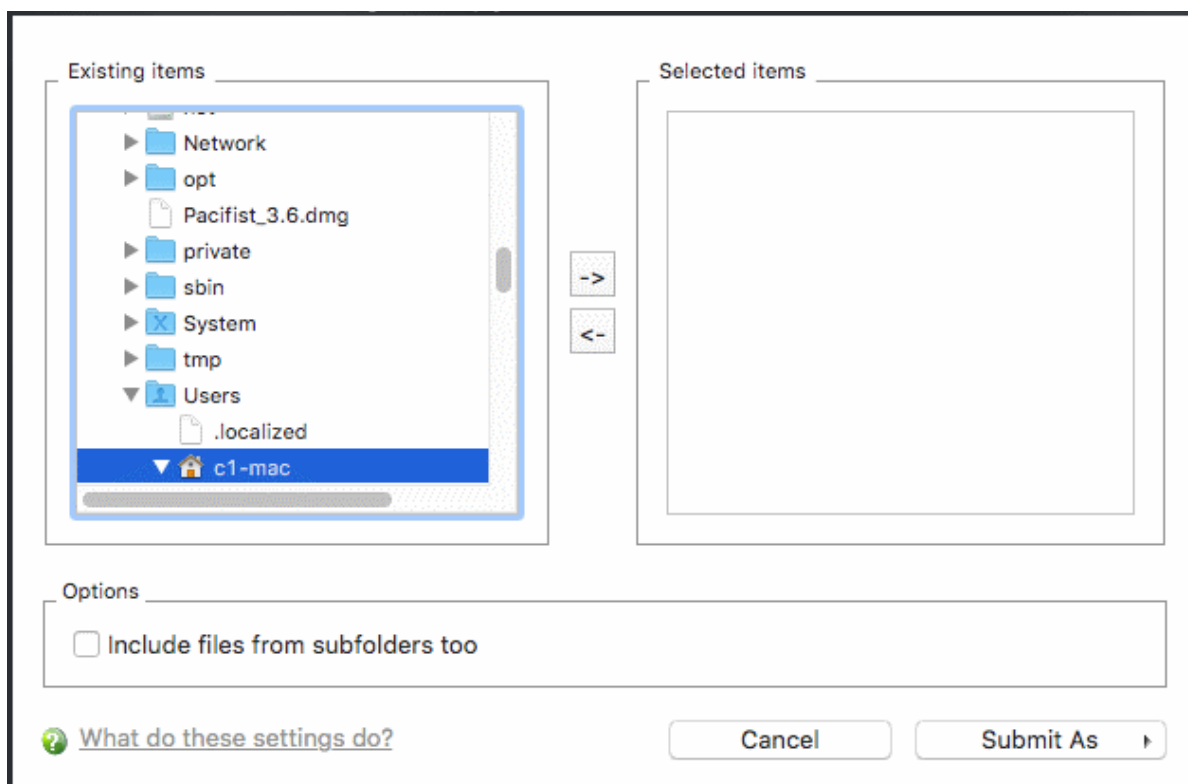 Existing items
Selected items
Network
opt
Pacifist_3.6.dmg
private
sbin
System
tmp
Users
.localized
c1-mac
->
<-
Options
Include files from subfolders too
What do these settings do?
Cancel
Submit As